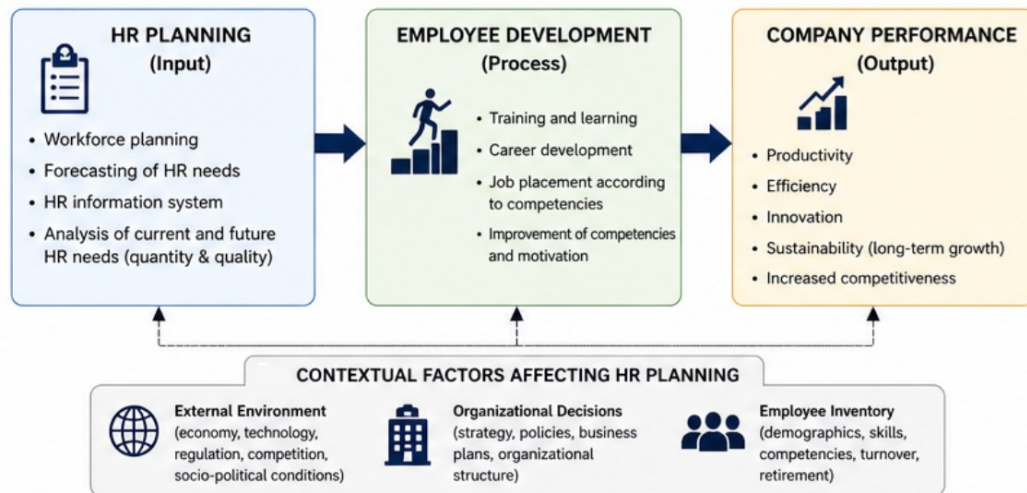 HR PLANNING
(Input)
• Workforce planning
• Forecasting of HR needs
• HR information system
• Analysis of current and future
HR needs (quantity & quality)
EMPLOYEE DEVELOPMENT
(Process)
• Training and learning
• Career development
• Job placement according
to competencies
• Improvement of competencies
and motivation
COMPANY PERFORMANCE
(Output)
• Productivity
• Efficiency
• Innovation
• Sustainability (long-term growth)
• Increased competitiveness
CONTEXTUAL FACTORS AFFECTING HR PLANNING
External Environment
(economy, technology,
regulation, competition,
socio-political conditions)
Organizational Decisions
(strategy, policies, business
plans, organizational
structure)
Employee Inventory
(demographics, skills,
competencies, turnover,
retirement)